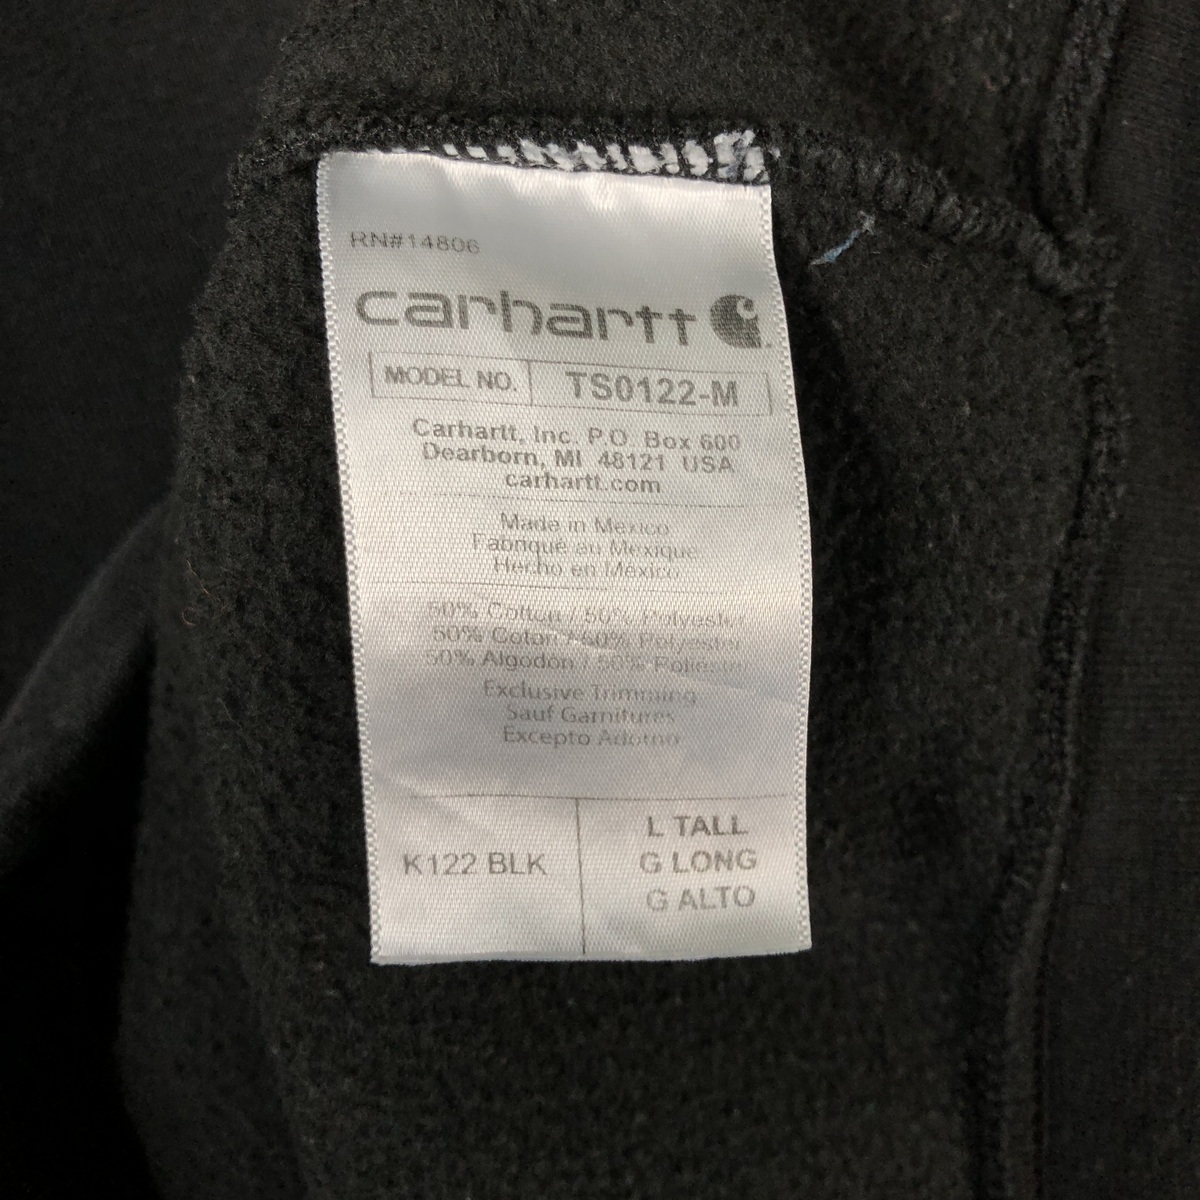 RN#14806
carhartt
MODEL NO. TS0122-M
Carhartt, Inc. P.O. Box 600
Dearborn, MI 48121 USA
carhartt.com
Made in Mexico
Fabriqué au Mexique
Hecho en México
50% Cotton / 50% Polyester
50% Coton / 50% Polyester
50% Algodón / 50% Poliester
Exclusive Trimming
Sauf Garnitures
Excepto Adorno
K122 BLK
L TALL
G LONG
G ALTO